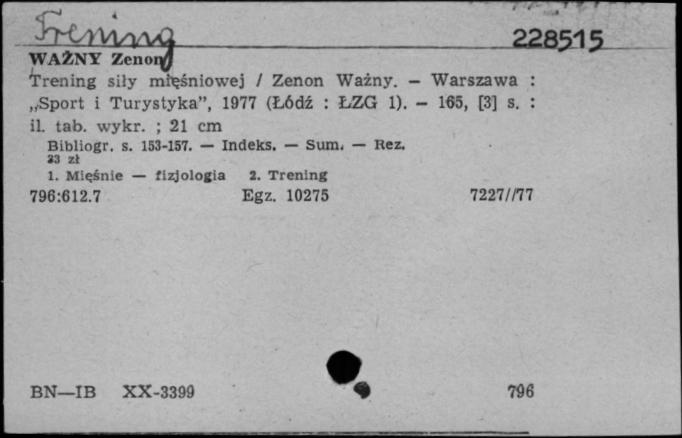 Trening
228515
WAŻNY Zenon
Trening siły mięśniowej / Zenon Ważny. — Warszawa :
„Sport i Turystyka”, 1977 (Łódź : ŁZG 1). — 165, [3] s. :
il. tab. wykr. ; 21 cm
Bibliogr. s. 153-157. — Indeks. — Sum. — Rez.
23 zł
1. Mięśnie — fizjologia 2. Trening
796:612.7 Egz. 10275 7227//77
BN—IB XX-3399 796